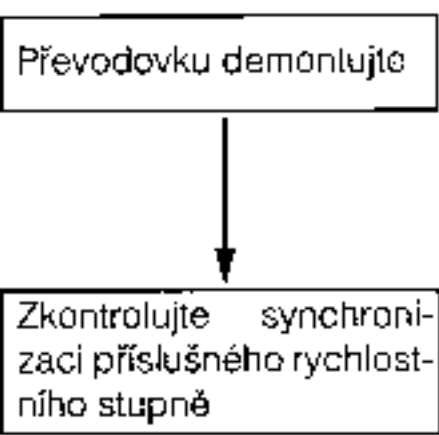 Převodovku demontujte
Zkontrolujte synchroni-
zaci příslušného rychlost-
ního stupně